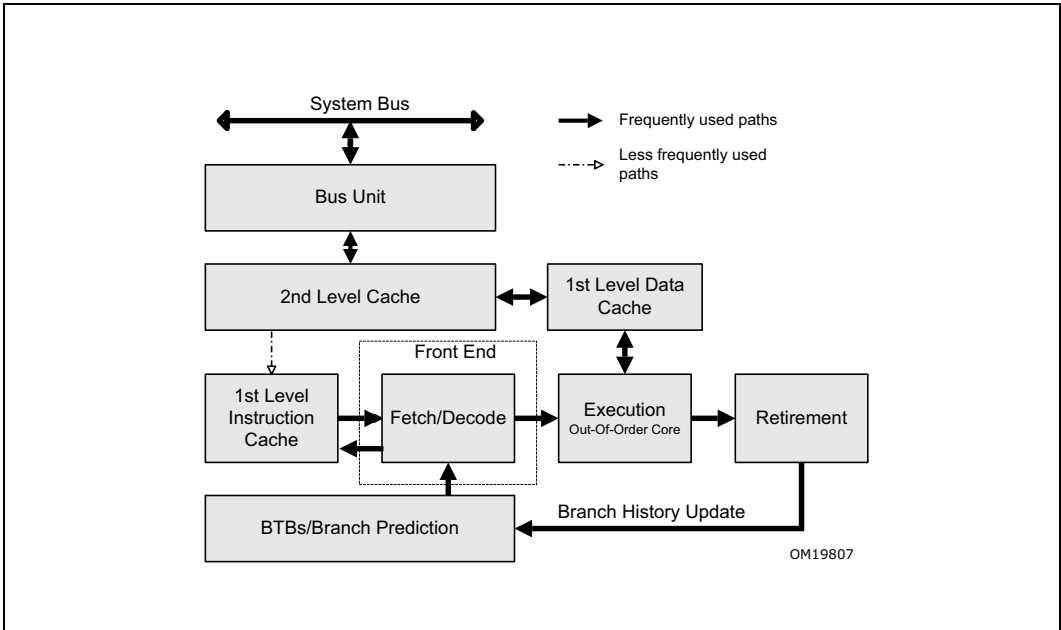 System Bus
Frequently used paths
Less frequently used
paths
Bus Unit
2nd Level Cache
1st Level Data
Cache
Front End
1st Level
Instruction
Cache
Fetch/Decode
Execution
Out-Of-Order Core
Retirement
BTBs/Branch Prediction
Branch History Update
OM19807